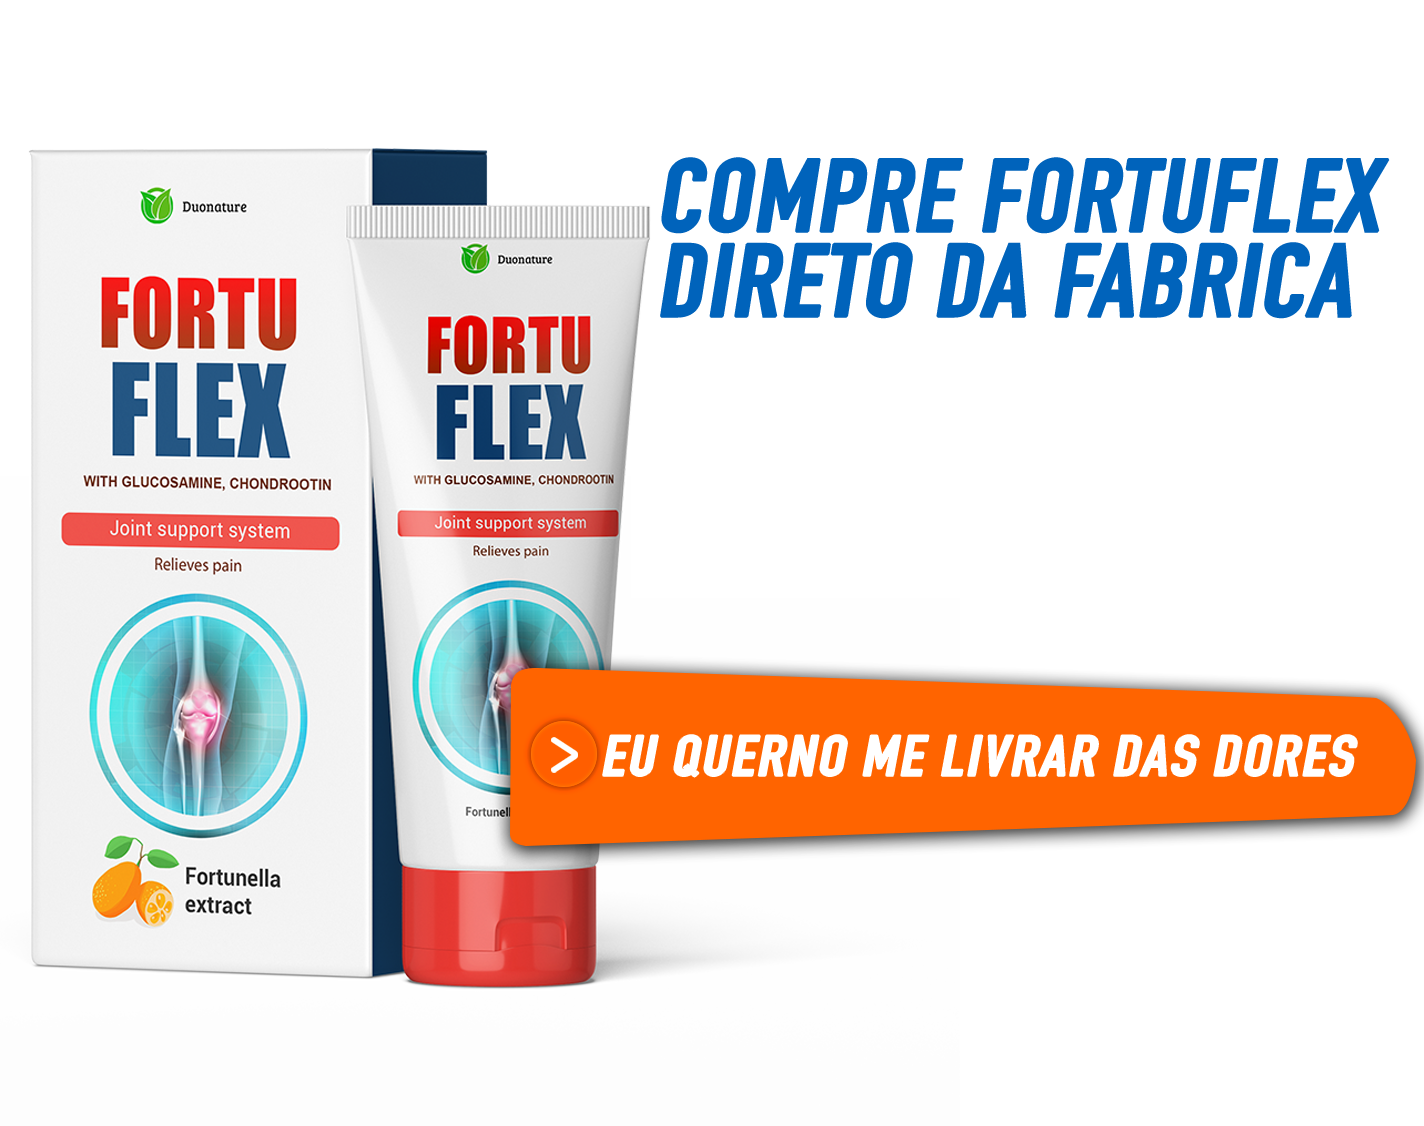 Duonature
FORTU
FLEX
WITH GLUCOSAMINE, CHONDROOTIN
Joint support system
Relieves pain
Fortunella
extract
Duonature
FORTU
FLEX
WITH GLUCOSAMINE, CHONDROOTIN
Joint support system
Relieves pain
COMPRE FORTUFLEX
DIRETO DA FABRICA
> EU QUERNO ME LIVRAR DAS DORES